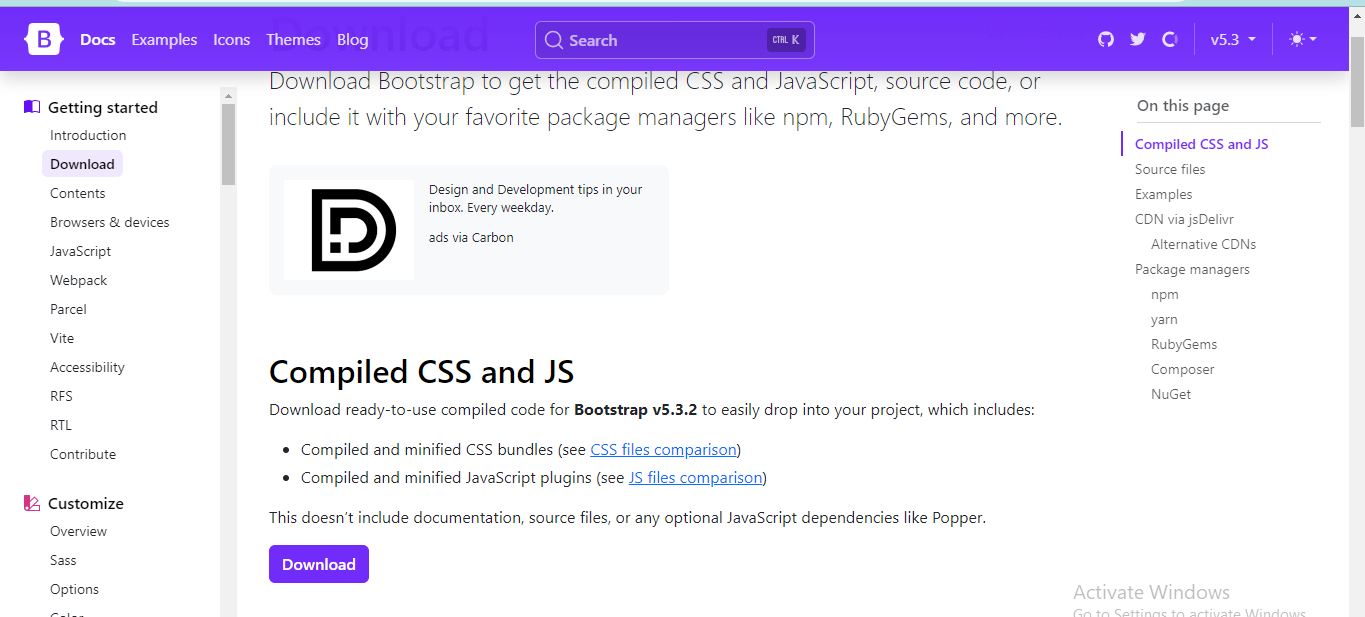 B Docs Examples Icons Themes Blog Search CTRL K v5.3
Download
Download Bootstrap to get the compiled CSS and JavaScript, source code, or
include it with your favorite package managers like npm, RubyGems, and more.
Getting started
Introduction
Download
Contents
Browsers & devices
JavaScript
Webpack
Parcel
Vite
Accessibility
RFS
RTL
Contribute
Customize
Overview
Sass
Options
Color
Design and Development tips in your
inbox. Every weekday.
ads via Carbon
Compiled CSS and JS
Download ready-to-use compiled code for Bootstrap v5.3.2 to easily drop into your project, which includes:
Compiled and minified CSS bundles (see CSS files comparison)
Compiled and minified JavaScript plugins (see JS files comparison)
This doesn’t include documentation, source files, or any optional JavaScript dependencies like Popper.
Download
On this page
Compiled CSS and JS
Source files
Examples
CDN via jsDelivr
Alternative CDNs
Package managers
npm
yarn
RubyGems
Composer
NuGet
Activate Windows
Go to Settings to activate Windows.